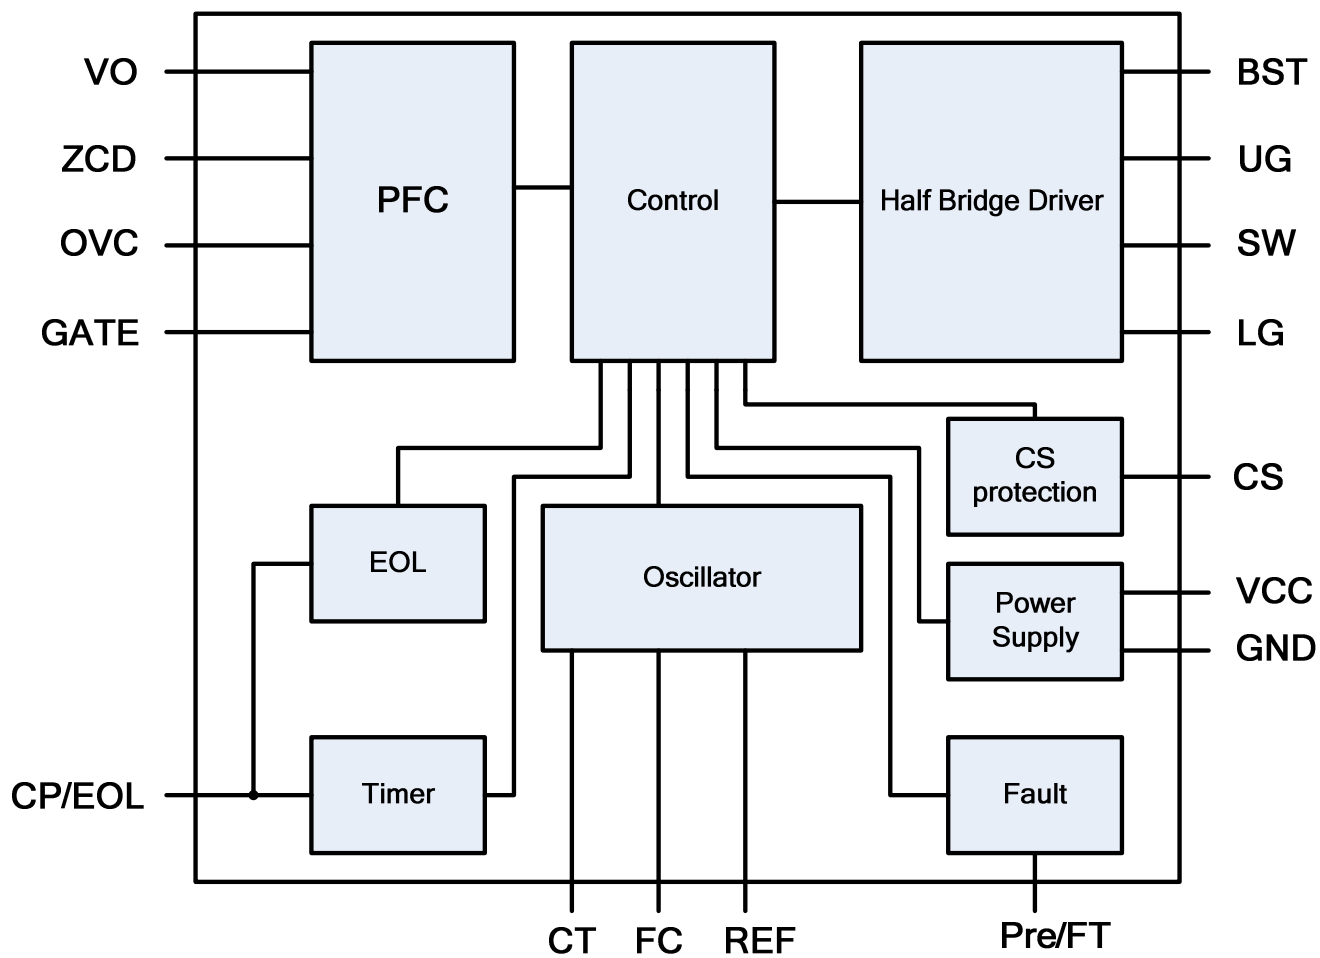 VO
ZCD
OVC
GATE
PFC
Control
Half Bridge Driver
BST
UG
SW
LG
CS
protection
CS
EOL
Oscillator
Power
Supply
VCC
GND
CP/EOL
Timer
Fault
CT
FC
REF
Pre/FT